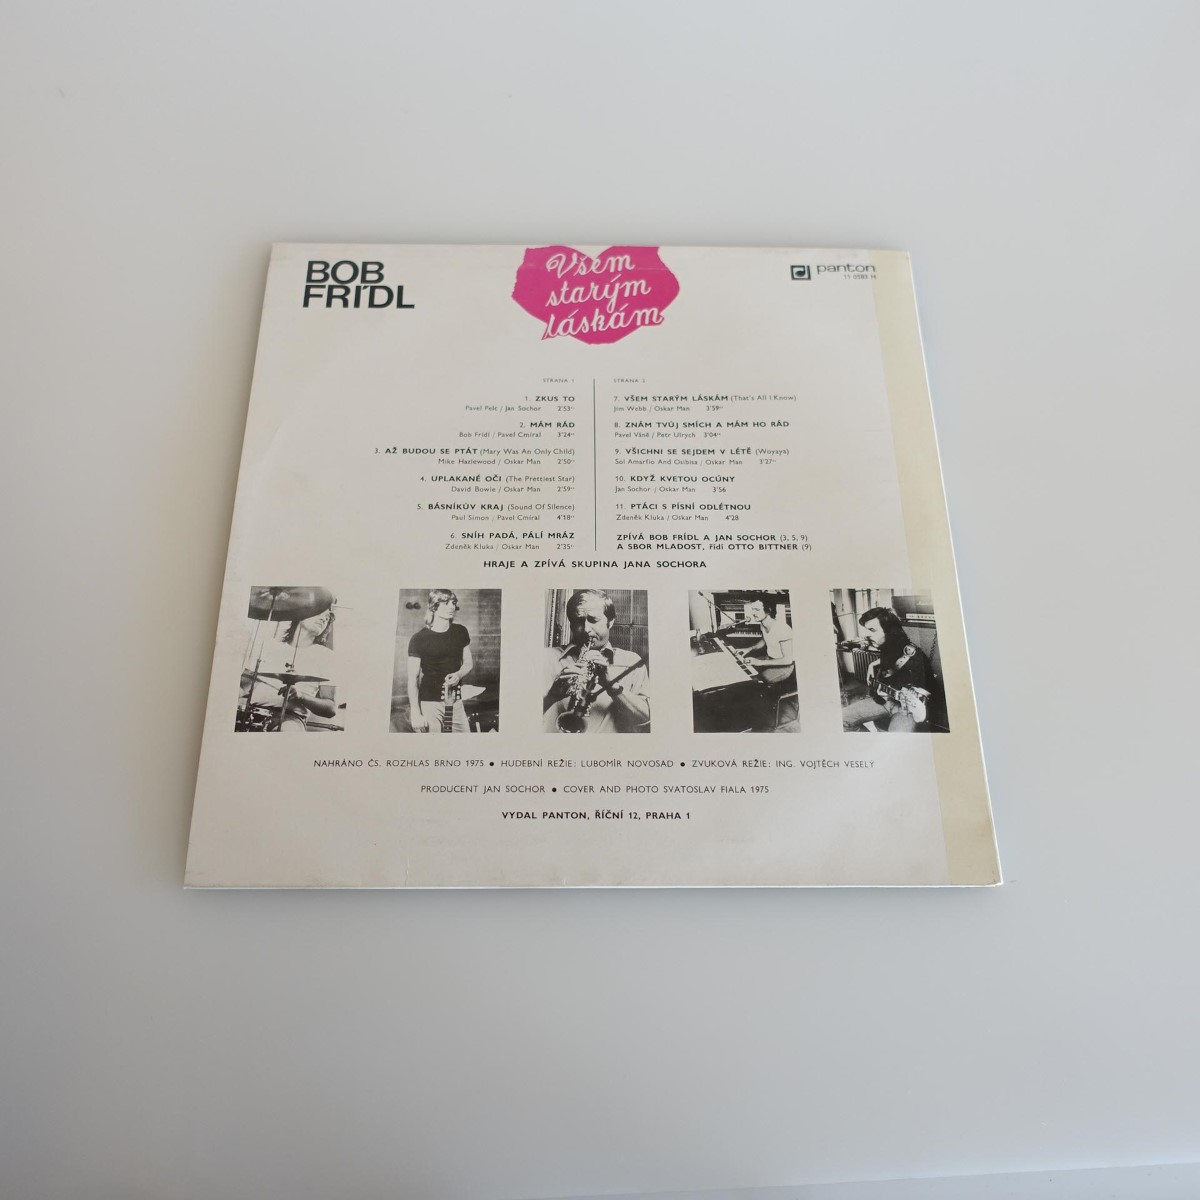 BOB
FRÍDL
Všem
starým
láskám
panton
11 0583 H
STRANA 1
1. ZKUS TO
Pavel Pelc / Jan Sochor 2'53"
2. MÁM RÁD
Bob Frídl / Pavel Cmíral 3'24"
3. AŽ BUDOU SE PTÁT (Mary Was An Only Child)
Mike Hazlewood / Oskar Man 2'50"
4. UPLAKANÉ OČI (The Prettiest Star)
David Bowie / Oskar Man 2'59"
5. BÁSNÍKŮV KRAJ (Sound Of Silence)
Paul Simon / Pavel Cmíral 4'18"
6. SNÍH PADÁ, PÁLÍ MRÁZ
Zdeněk Kluka / Oskar Man 2'35"
STRANA 2
7. VŠEM STARÝM LÁSKÁM (That's All I Know)
Jim Webb / Oskar Man 3'59"
8. ZNÁM TVŮJ SMÍCH A MÁM HO RÁD
Pavel Váně / Petr Ulrych 3'04"
9. VŠICHNI SE SEJDEM V LÉTĚ (Woyaya)
Sol Amarfio And Osibisa / Oskar Man 3'27"
10. KDYŽ KVETOU OCÚNY
Jan Sochor / Oskar Man 3'56
11. PTÁCI S PÍSNÍ ODLÉTNOU
Zdeněk Kluka / Oskar Man 4'28
ZPÍVÁ BOB FRÍDL A JAN SOCHOR (3, 5, 9)
A SBOR MLADOST, řídí OTTO BITTNER (9)
HRAJE A ZPÍVÁ SKUPINA JANA SOCHORA
NAHRÁNO ČS. ROZHLAS BRNO 1975 ● HUDEBNÍ REŽIE: LUBOMÍR NOVOSAD ● ZVUKOVÁ REŽIE: ING. VOJTĚCH VESELÝ
PRODUCENT JAN SOCHOR ● COVER AND PHOTO SVATOSLAV FIALA 1975
VYDAL PANTON, ŘÍČNÍ 12, PRAHA 1